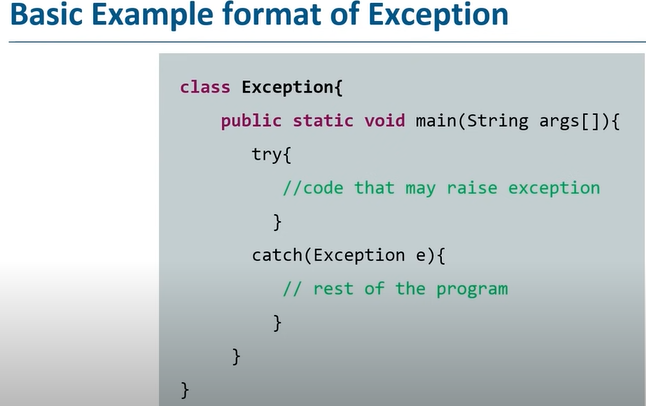 Basic Example format of Exception
class Exception{
public static void main(String args[]){
try{
//code that may raise exception
}
catch(Exception e){
// rest of the program
}
}
}